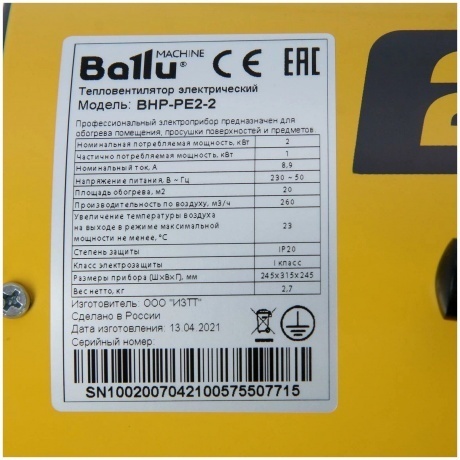 Ballu® MACHINE CE EAC
Тепловентилятор электрический
Модель: BHP-PE2-2
Профессиональный электроприбор предназначен для
обогрева помещения, просушки поверхностей и предметов.
Номинальная потребляемая мощность, кВт 2
Частично потребляемая мощность, кВт 1
Номинальный ток, А 8,9
Напряжение питания, В ~ Гц 230 ~ 50
Площадь обогрева, м2 20
Производительность по воздуху, м3/ч 260
Увеличение температуры воздуха
на выходе в режиме максимальной
мощности не менее, °С 23
Степень защиты IP20
Класс электрозащиты I класс
Размеры прибора (ШхВхГ), мм 245х315х245
Вес нетто, кг 2,7
Изготовитель: ООО "ИЗТТ"
Сделано в России
Дата изготовления: 13.04.2021
Серийный номер:
SN1002007042100575507715